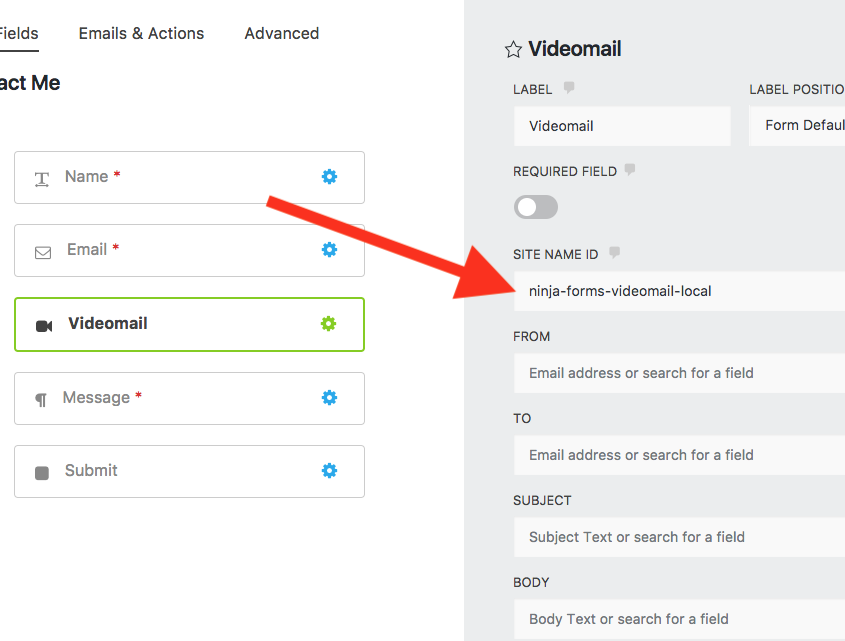 Fields Emails & Actions Advanced
act Me
Name *
Email *
Videomail
Message *
Submit
Videomail
LABEL LABEL POSITIO
Videomail Form Defaul
REQUIRED FIELD
SITE NAME ID
ninja-forms-videomail-local
FROM
Email address or search for a field
TO
Email address or search for a field
SUBJECT
Subject Text or search for a field
BODY
Body Text or search for a field